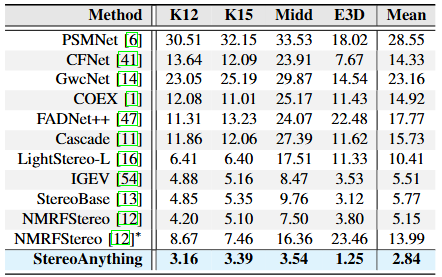 Method K12 K15 Midd E3D Mean
PSMNet [6] 30.51 32.15 33.53 18.02 28.55
CFNet [41] 13.64 12.09 23.91 7.67 14.33
GwcNet [14] 23.05 25.19 29.87 14.54 23.16
COEX [1] 12.08 11.01 25.17 11.43 14.92
FADNet++ [47] 11.31 13.23 24.07 22.48 17.77
Cascade [11] 11.86 12.06 27.39 11.62 15.73
LightStereo-L [16] 6.41 6.40 17.51 11.33 10.41
IGEV [54] 4.88 5.16 8.47 3.53 5.51
StereoBase [13] 4.85 5.35 9.76 3.12 5.77
NMRFStereo [12] 4.20 5.10 7.50 3.80 5.15
NMRFStereo [12]* 8.67 7.46 16.36 23.46 13.99
StereoAnything 3.16 3.39 3.54 1.25 2.84